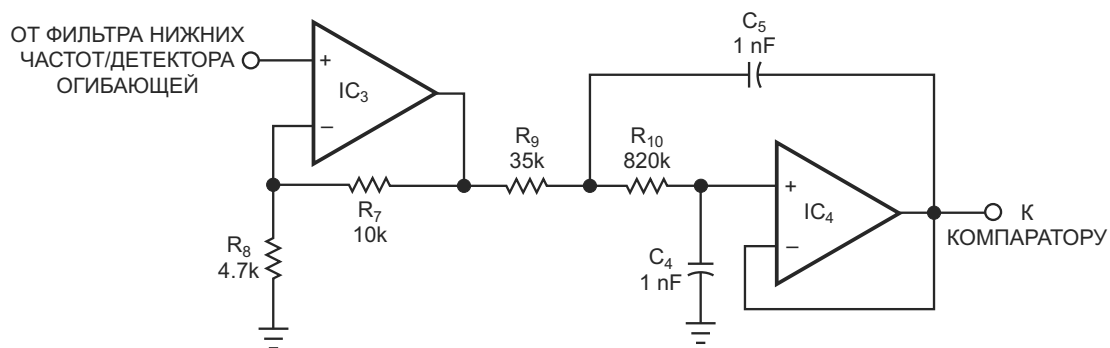 ОТ ФИЛЬТРА НИЖНИХ
ЧАСТОТ/ДЕТЕКТОРА
ОГИБАЮЩЕЙ
+
IC3
–
R7
10k
R8
4.7k
R9
35k
R10
820k
C5
1 nF
C4
1 nF
+
IC4
–
К
КОМПАРАТОРУ